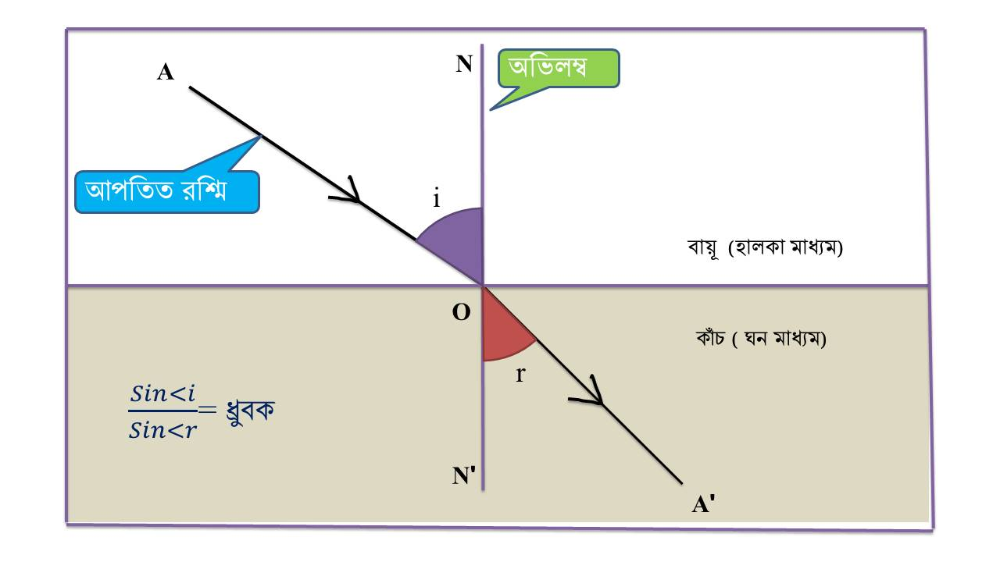 A
N
অভিলম্ব
আপতিত রশ্মি
i
বায়ূ (হালকা মাধ্যম)
O
কাঁচ ( ঘন মাধ্যম)
r
Sin<i
Sin<r
= ধ্রুবক
N'
A'